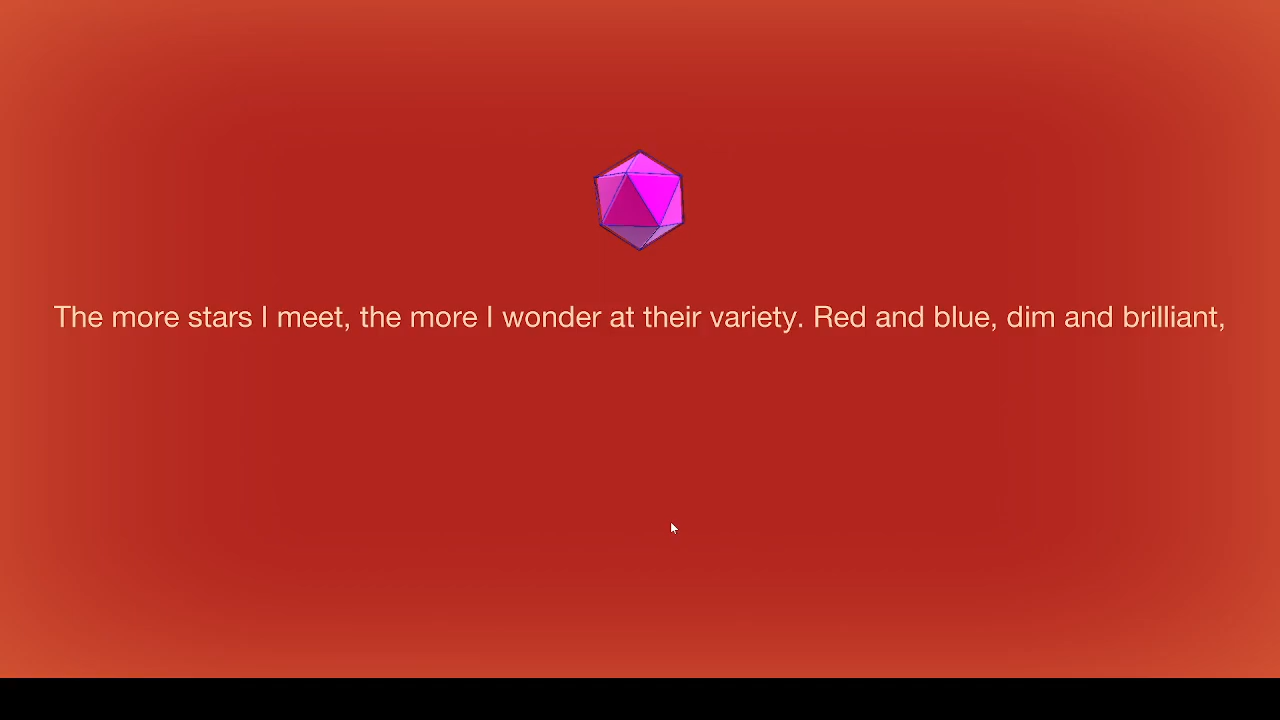 The more stars I meet, the more I wonder at their variety. Red and blue, dim and brilliant,